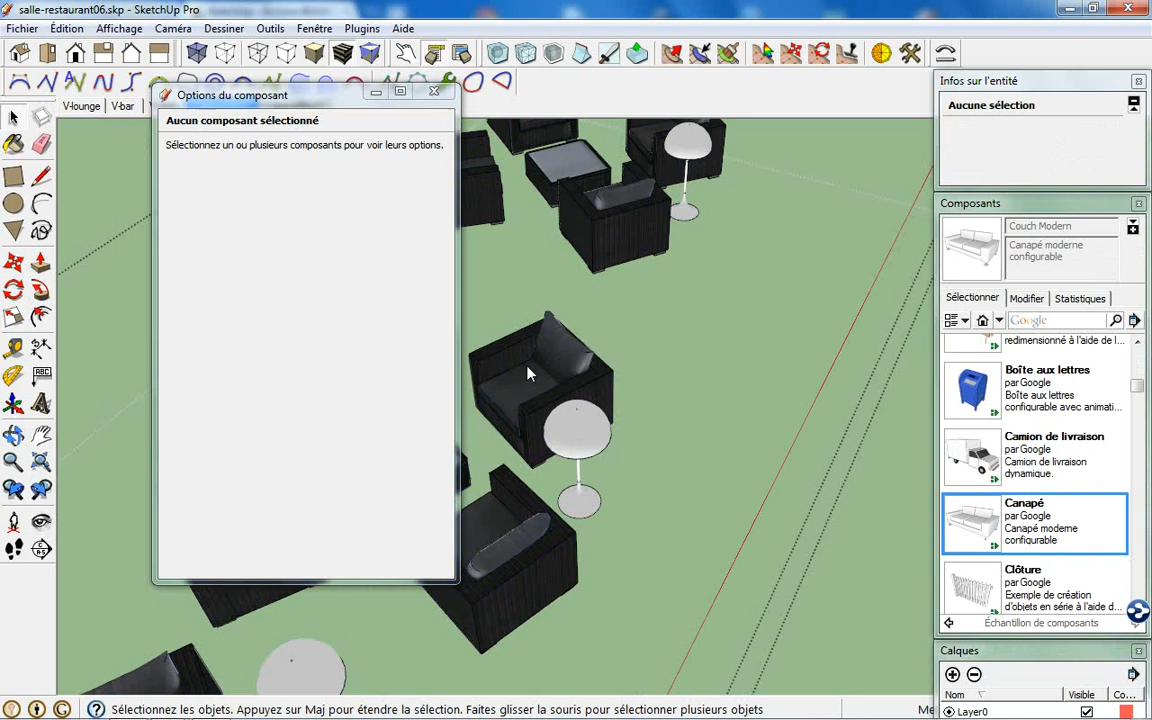 salle-restaurant06.skp - SketchUp Pro
Fichier Édition Affichage Caméra Dessiner Outils Fenêtre Plugins Aide
V-lounge V-bar
Options du composant
Aucun composant sélectionné
Sélectionnez un ou plusieurs composants pour voir leurs options.
Infos sur l'entité
Aucune sélection
Composants
Couch Modern
Canapé moderne
configurable
Sélectionner Modifier Statistiques
Google
redimensionné à l'aide de l...
Boîte aux lettres
par Google
Boîte aux lettres
configurable avec animati...
Camion de livraison
par Google
Camion de livraison
dynamique.
Canapé
par Google
Canapé moderne
configurable
Clôture
par Google
Exemple de création
d'objets en série à l'aide d...
Échantillon de composants
Calques
Nom Visible Co...
Layer0
ABC
Sélectionnez les objets. Appuyez sur Maj pour étendre la sélection. Faites glisser la souris pour sélectionner plusieurs objets
Me